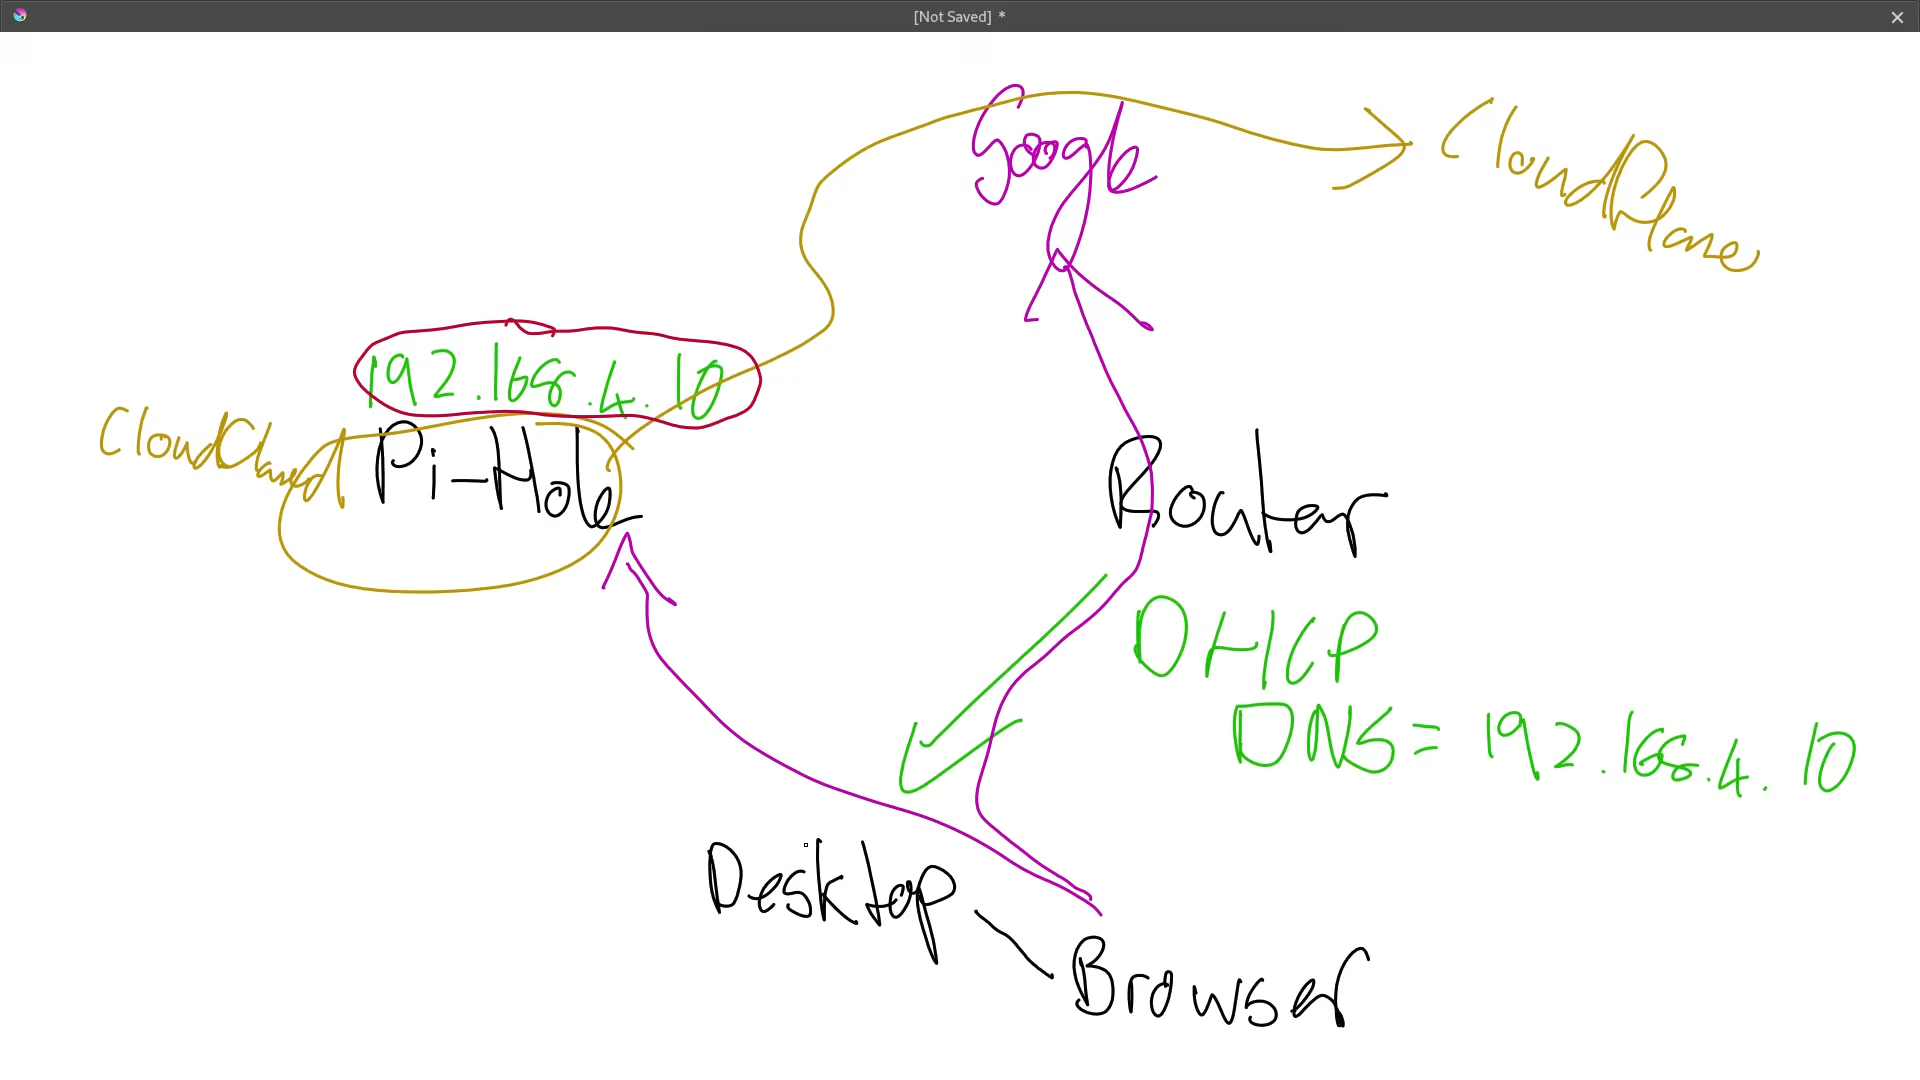 [Not Saved] *
Google
CloudFlare
192.168.4.10
CloudFlared
Pi-Hole
Router
DHCP
DNS = 192.168.4.10
Desktop
Browser